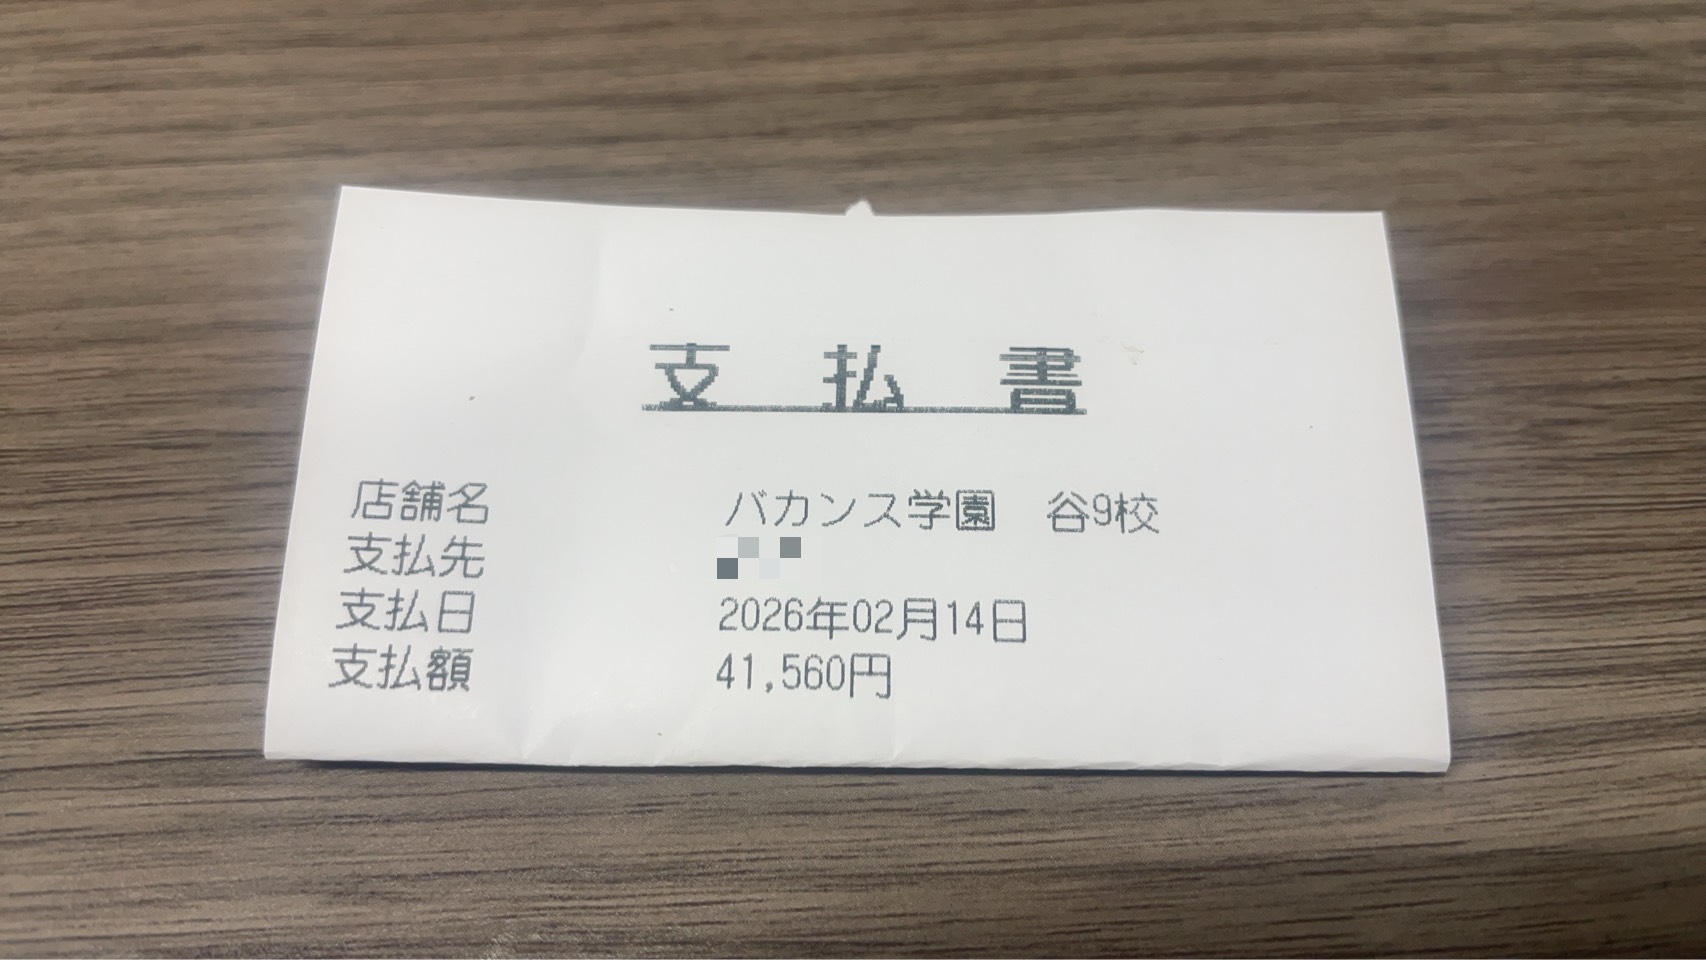 支　払　書
店舗名　バカンス学園　谷9校
支払先
支払日　2026年02月14日
支払額　41,560円